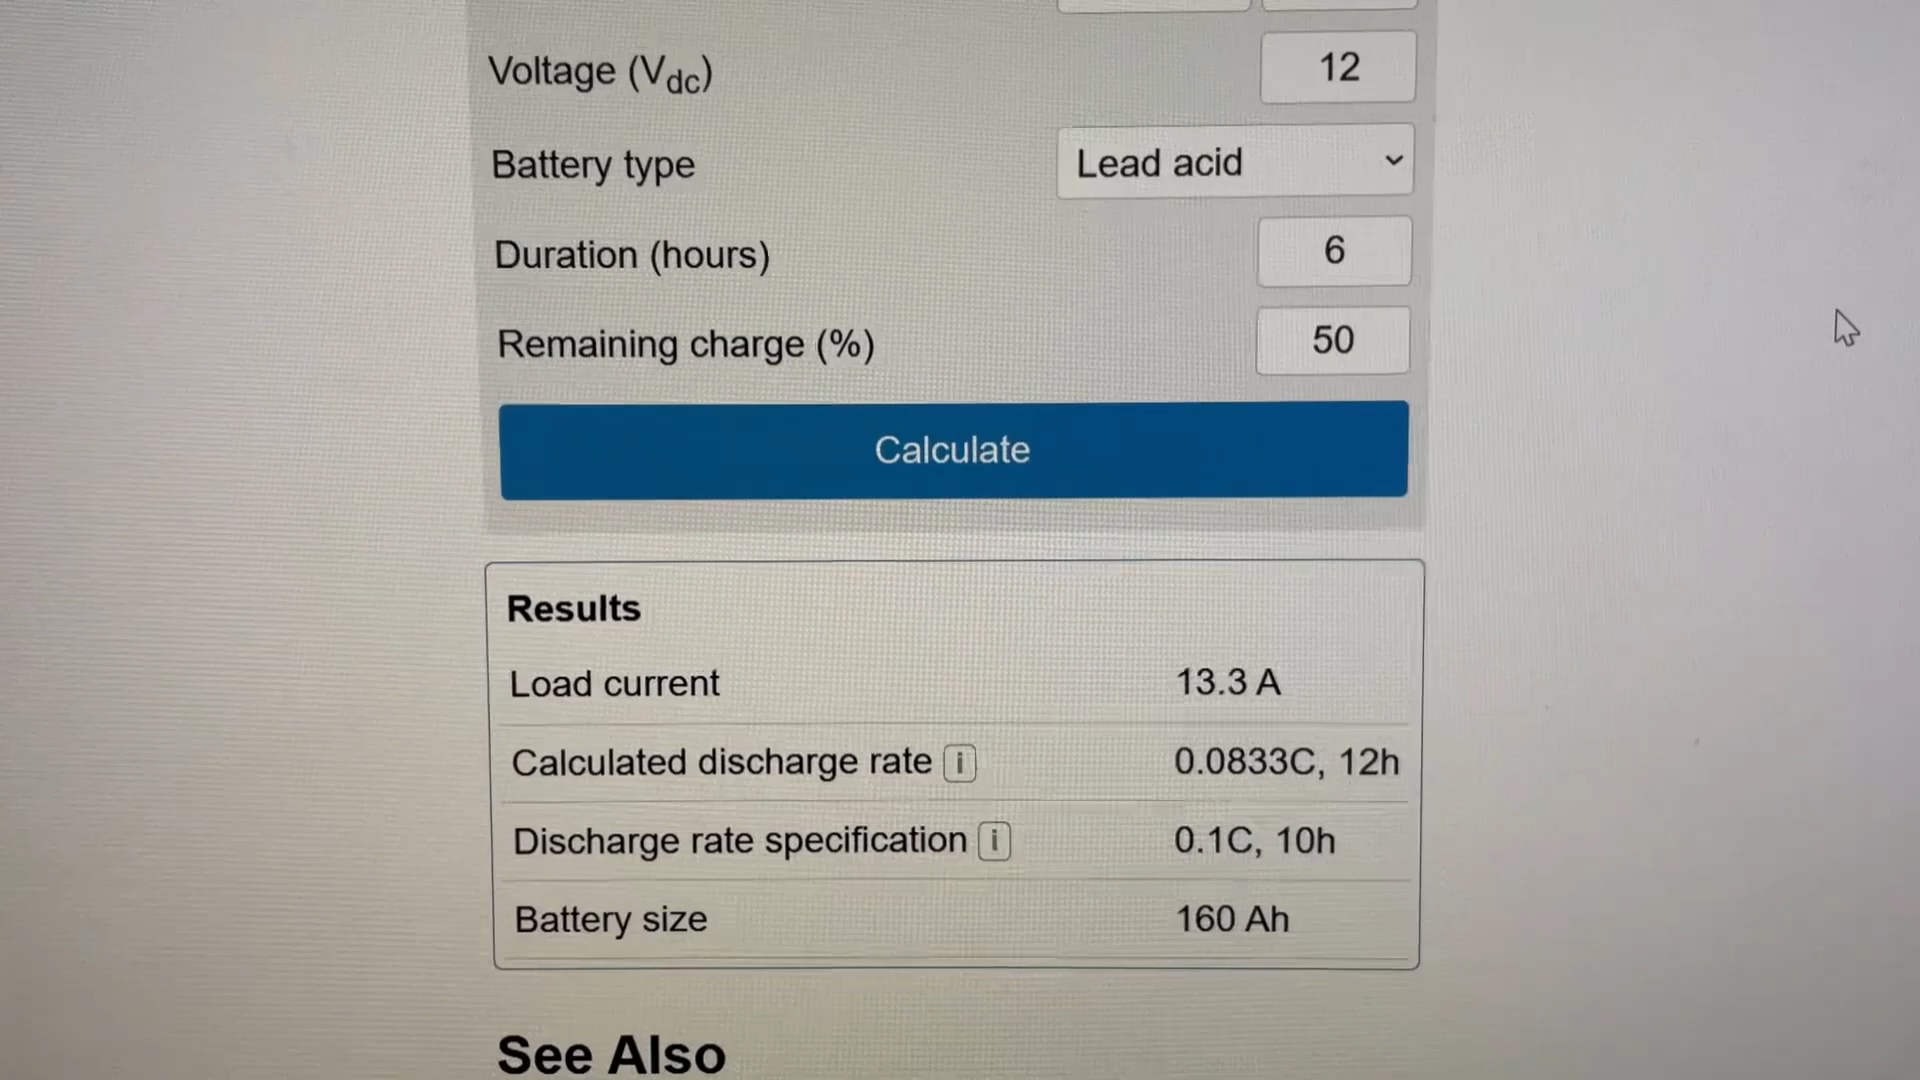 Voltage (Vdc) 12
Battery type Lead acid
Duration (hours) 6
Remaining charge (%) 50
Calculate
Results
Load current 13.3 A
Calculated discharge rate i 0.0833C, 12h
Discharge rate specification i 0.1C, 10h
Battery size 160 Ah
See Also